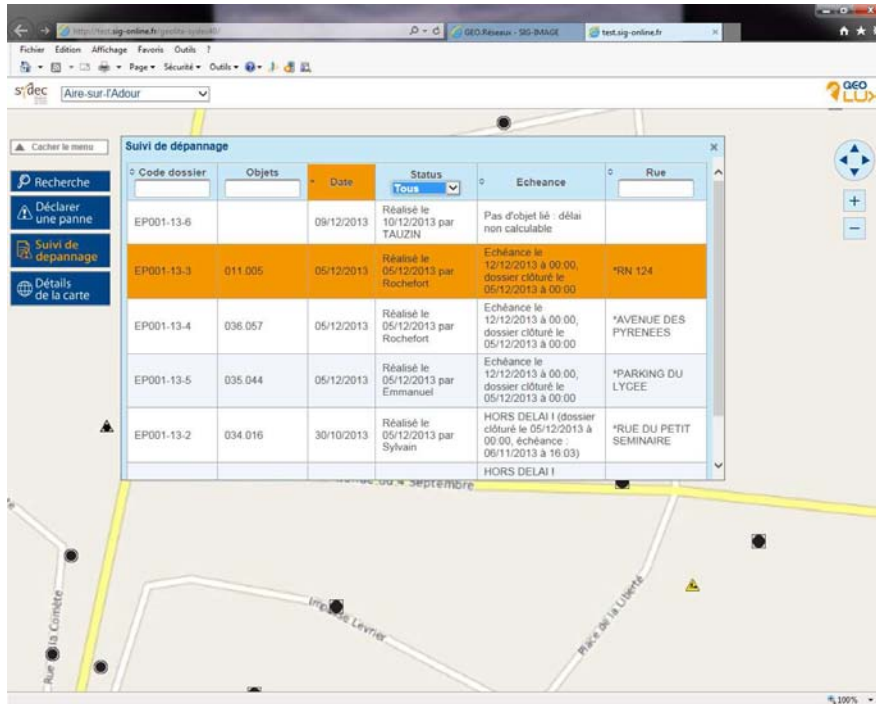 http://test.sig-online.fr/geolite-sydec40/
GEO.Réseaux - SIG-IMAGE
test.sig-online.fr
Fichier Edition Affichage Favoris Outils ?
Page Sécurité Outils
sydec
Aire-sur-l'Adour
GEO
LUX
Cacher le menu
Recherche
Déclarer
une panne
Suivi de
depannage
Détails
de la carte
Suivi de dépannage
Code dossier Objets Date Status Echeance Rue
Tous
EP001-13-6 09/12/2013 Réalisé le 10/12/2013 par TAUZIN Pas d'objet lié : délai non calculable
EP001-13-3 011.005 05/12/2013 Réalisé le 05/12/2013 par Rochefort Echéance le 12/12/2013 à 00:00, dossier clôturé le 05/12/2013 à 00:00 *RN 124
EP001-13-4 036.057 05/12/2013 Réalisé le 05/12/2013 par Rochefort Echéance le 12/12/2013 à 00:00, dossier clôturé le 05/12/2013 à 00:00 *AVENUE DES PYRENEES
EP001-13-5 035.044 05/12/2013 Réalisé le 05/12/2013 par Emmanuel Echéance le 12/12/2013 à 00:00, dossier clôturé le 05/12/2013 à 00:00 *PARKING DU LYCEE
EP001-13-2 034.016 30/10/2013 Réalisé le 05/12/2013 par Sylvain HORS DELAI ! (dossier clôturé le 05/12/2013 à 00:00, échéance : 06/11/2013 à 16:03) *RUE DU PETIT SEMINAIRE
HORS DELAI !
du 4 Septembre
Impasse Levrier
Place de la Liberté
Rue de la Comète
100%